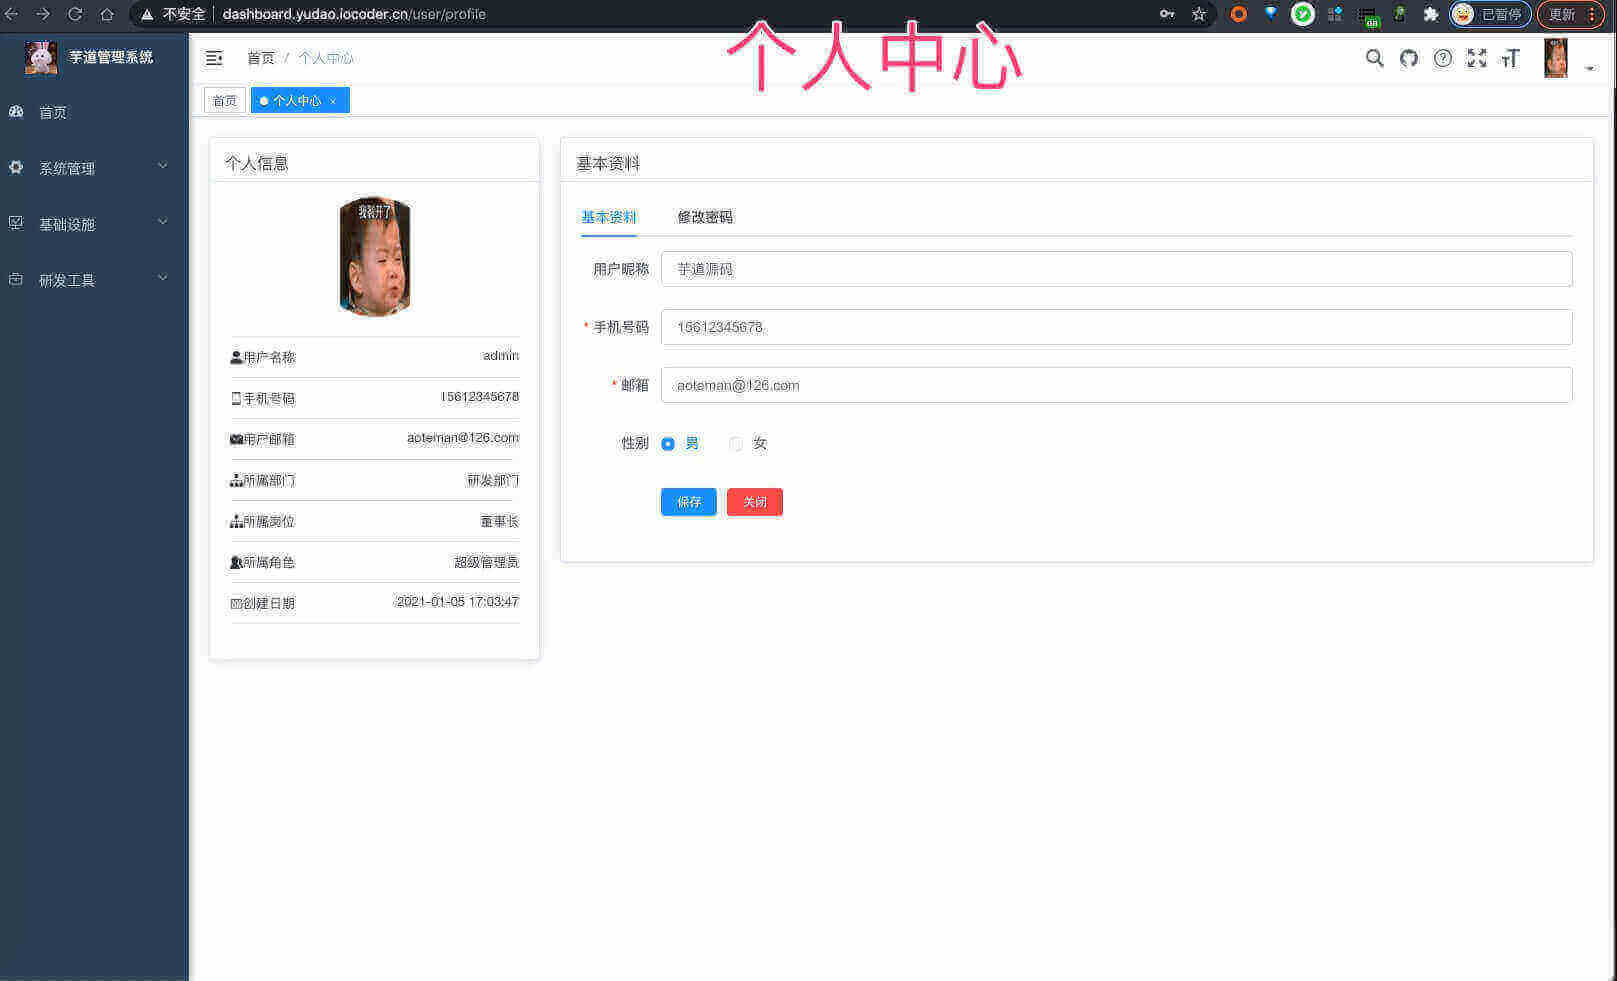 不安全 dashboard.yudao.iocoder.cn/user/profile
已暂停 更新
个人中心
芋道管理系统
首页
系统管理
基础设施
研发工具
首页 / 个人中心
首页 个人中心 ×
个人信息
我裂开了
用户名称 admin
手机号码 15612345678
用户邮箱 aoteman@126.com
所属部门 研发部门
所属岗位 董事长
所属角色 超级管理员
创建日期 2021-01-05 17:03:47
基本资料
基本资料 修改密码
用户昵称 芋道源码
* 手机号码 15612345678
* 邮箱 aoteman@126.com
性别 男 女
保存 关闭